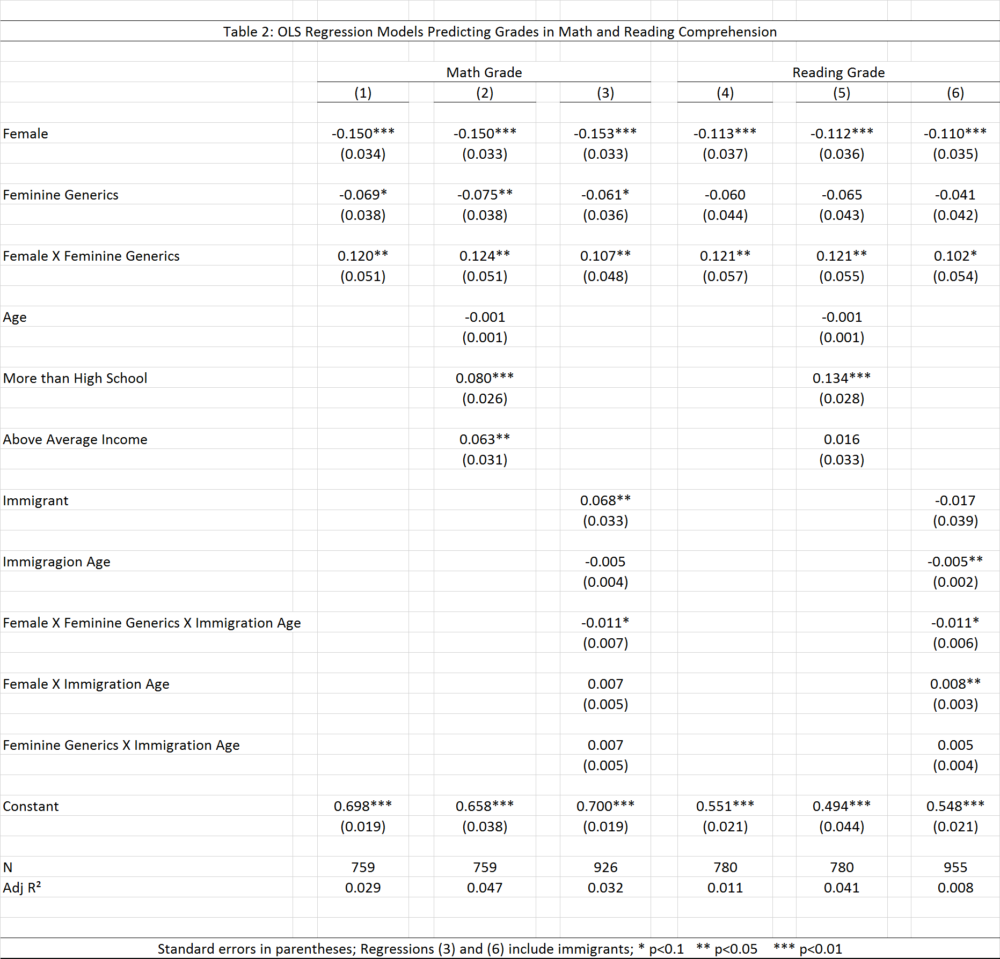 Table 2: OLS Regression Models Predicting Grades in Math and Reading Comprehension
Math Grade Reading Grade
(1) (2) (3) (4) (5) (6)
Female -0.150*** -0.150*** -0.153*** -0.113*** -0.112*** -0.110***
(0.034) (0.033) (0.033) (0.037) (0.036) (0.035)
Feminine Generics -0.069* -0.075** -0.061* -0.060 -0.065 -0.041
(0.038) (0.038) (0.036) (0.044) (0.043) (0.042)
Female X Feminine Generics 0.120** 0.124** 0.107** 0.121** 0.121** 0.102*
(0.051) (0.051) (0.048) (0.057) (0.055) (0.054)
Age -0.001 -0.001
(0.001) (0.001)
More than High School 0.080*** 0.134***
(0.026) (0.028)
Above Average Income 0.063** 0.016
(0.031) (0.033)
Immigrant 0.068** -0.017
(0.033) (0.039)
Immigragion Age -0.005 -0.005**
(0.004) (0.002)
Female X Feminine Generics X Immigration Age -0.011* -0.011*
(0.007) (0.006)
Female X Immigration Age 0.007 0.008**
(0.005) (0.003)
Feminine Generics X Immigration Age 0.007 0.005
(0.005) (0.004)
Constant 0.698*** 0.658*** 0.700*** 0.551*** 0.494*** 0.548***
(0.019) (0.038) (0.019) (0.021) (0.044) (0.021)
N 759 759 926 780 780 955
Adj R² 0.029 0.047 0.032 0.011 0.041 0.008
Standard errors in parentheses; Regressions (3) and (6) include immigrants; * p<0.1 ** p<0.05 *** p<0.01